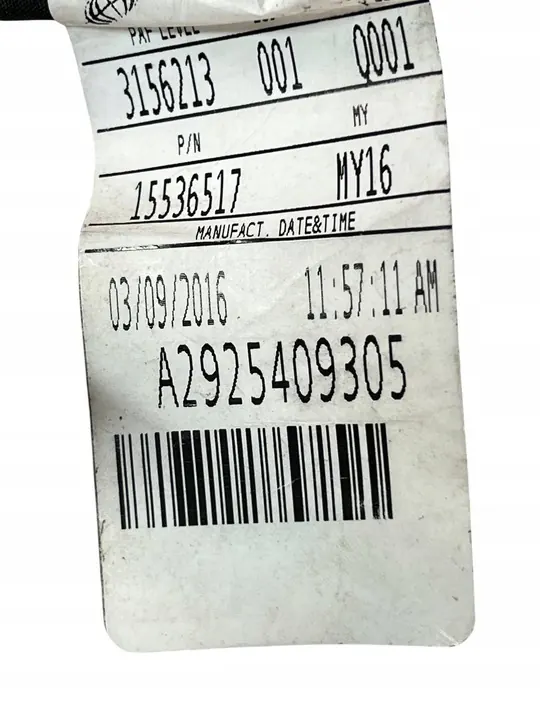 PAF LEVEL
3156213 001 Q001
P/N MY
15536517 MY16
MANUFACT. DATE&TIME
03/09/2016 11:57:11 AM
A2925409305